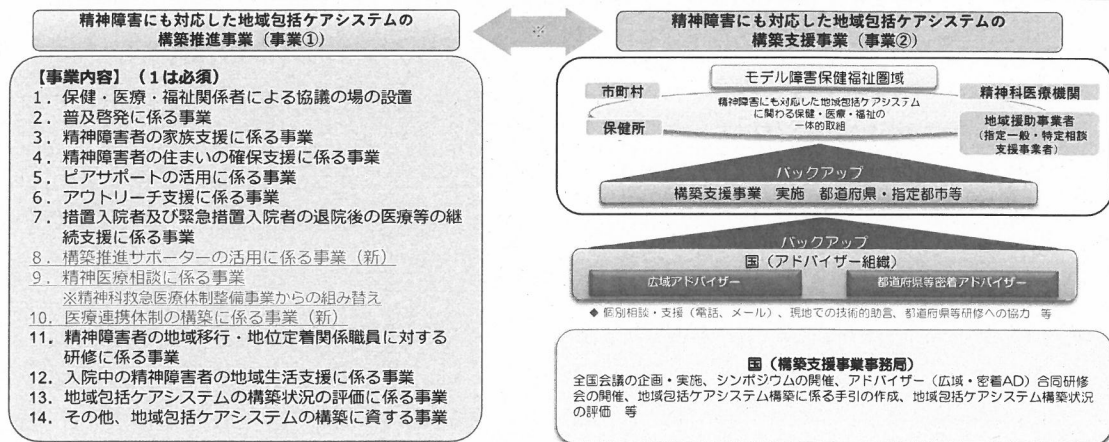 精神障害にも対応した地域包括ケアシステムの
構築推進事業（事業①）
【事業内容】（１は必須）
１．保健・医療・福祉関係者による協議の場の設置
２．普及啓発に係る事業
３．精神障害者の家族支援に係る事業
４．精神障害者の住まいの確保支援に係る事業
５．ピアサポートの活用に係る事業
６．アウトリーチ支援に係る事業
７．措置入院者及び緊急措置入院者の退院後の医療等の継
続支援に係る事業
８．構築推進サポーターの活用に係る事業（新）
９．精神医療相談に係る事業
※精神科救急医療体制整備事業からの組み替え
10．医療連携体制の構築に係る事業（新）
11．精神障害者の地域移行・地位定着関係職員に対する
研修に係る事業
12．入院中の精神障害者の地域生活支援に係る事業
13．地域包括ケアシステムの構築状況の評価に係る事業
14．その他、地域包括ケアシステムの構築に資する事業
精神障害にも対応した地域包括ケアシステムの
構築支援事業（事業②）
モデル障害保健福祉圏域
市町村
精神科医療機関
精神障害にも対応した地域包括ケアシステム
に関わる保健・医療・福祉の
一体的取組
保健所
地域援助事業者
（指定一般・特定相談
支援事業者）
バックアップ
構築支援事業　実施　都道府県・指定都市等
バックアップ
国（アドバイザー組織）
広域アドバイザー
都道府県等密着アドバイザー
◆ 個別相談・支援（電話、メール）、現地での技術的助言、都道府県等研修への協力　等
国（構築支援事業事務局）
全国会議の企画・実施、シンポジウムの開催、アドバイザー（広域・密着AD）合同研修
会の開催、地域包括ケアシステム構築に係る手引の作成、地域包括ケアシステム構築状況
の評価　等